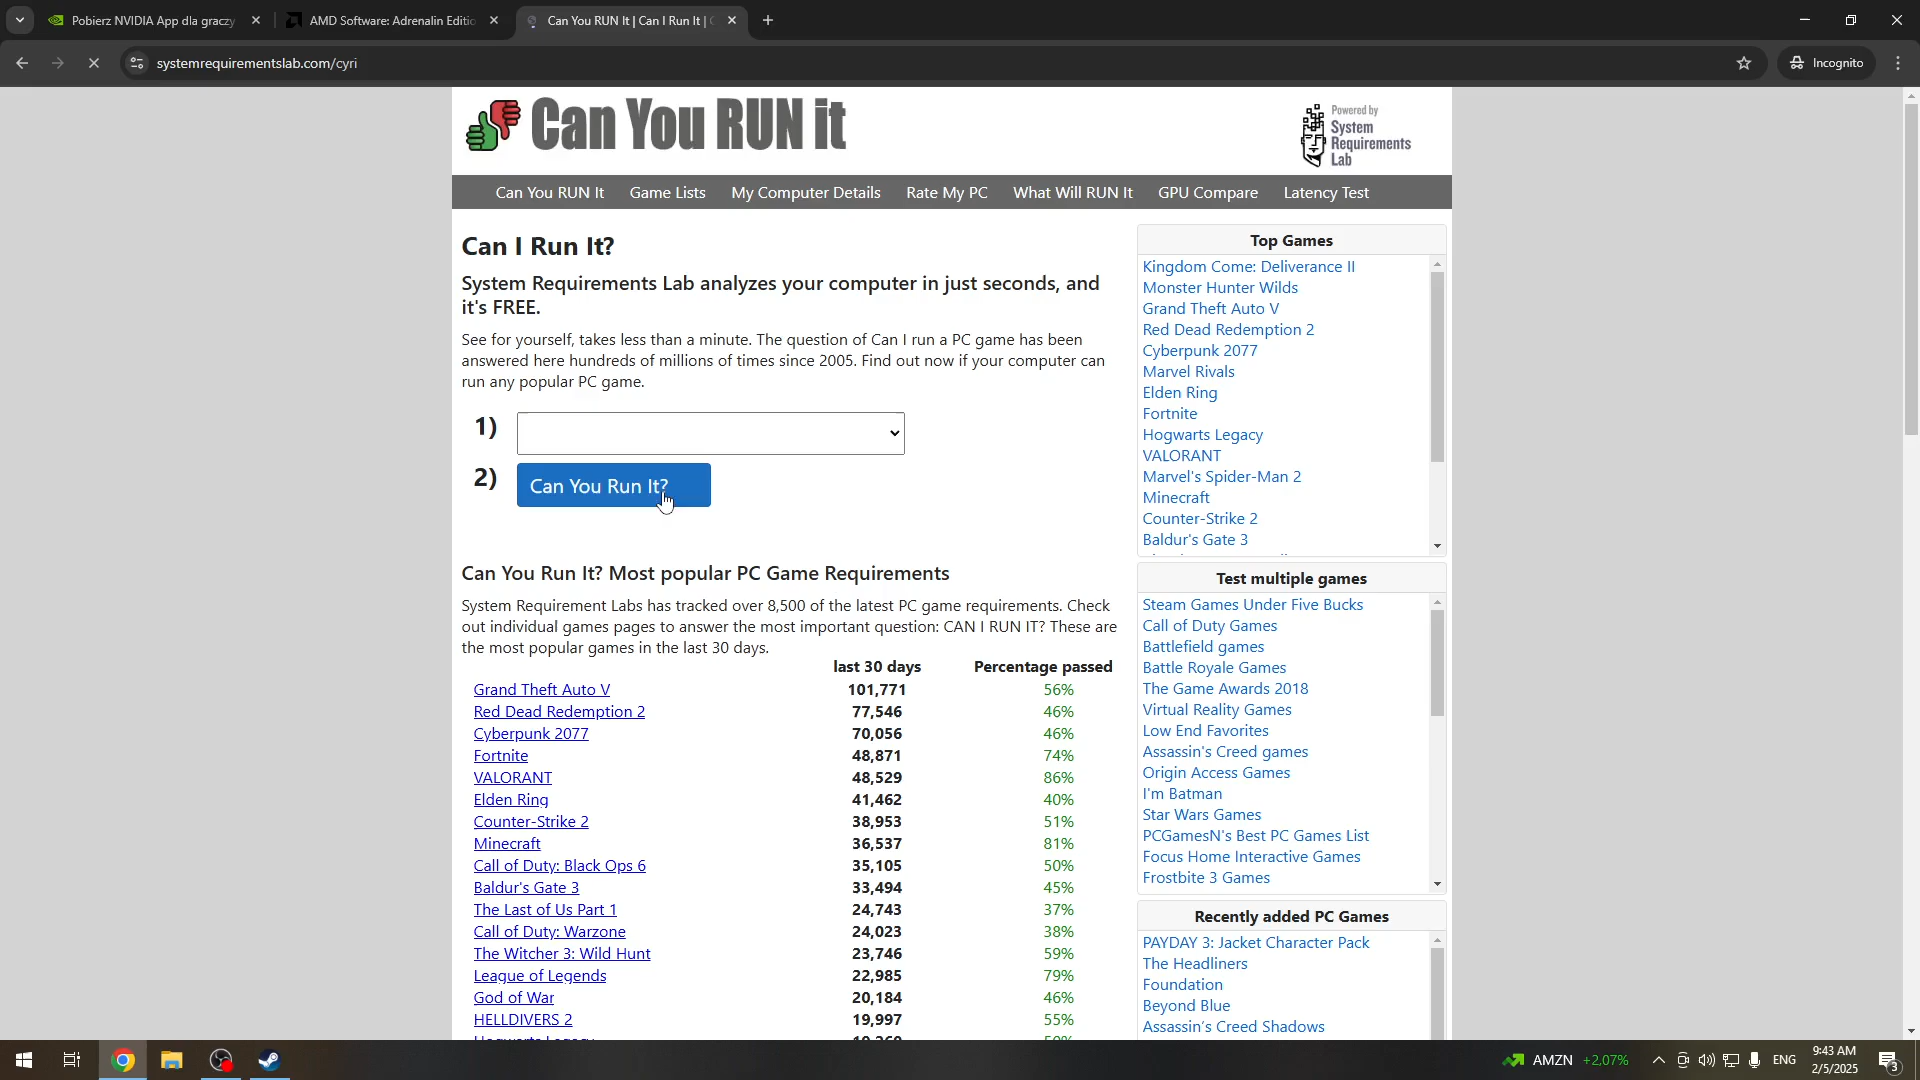 Pobierz NVIDIA App dla graczy
AMD Software: Adrenalin Editio
Can You RUN It | Can I Run It |
systemrequirementslab.com/cyri
Incognito
Can You RUN it
Powered by
System
Requirements
Lab
Can You RUN It
Game Lists
My Computer Details
Rate My PC
What Will RUN It
GPU Compare
Latency Test
Can I Run It?
System Requirements Lab analyzes your computer in just seconds, and
it's FREE.
See for yourself, takes less than a minute. The question of Can I run a PC game has been
answered here hundreds of millions of times since 2005. Find out now if your computer can
run any popular PC game.
1)
2) Can You Run It?
Can You Run It? Most popular PC Game Requirements
System Requirement Labs has tracked over 8,500 of the latest PC game requirements. Check
out individual games pages to answer the most important question: CAN I RUN IT? These are
the most popular games in the last 30 days.
last 30 days Percentage passed
Grand Theft Auto V 101,771 56%
Red Dead Redemption 2 77,546 46%
Cyberpunk 2077 70,056 46%
Fortnite 48,871 74%
VALORANT 48,529 86%
Elden Ring 41,462 40%
Counter-Strike 2 38,953 51%
Minecraft 36,537 81%
Call of Duty: Black Ops 6 35,105 50%
Baldur's Gate 3 33,494 45%
The Last of Us Part 1 24,743 37%
Call of Duty: Warzone 24,023 38%
The Witcher 3: Wild Hunt 23,746 59%
League of Legends 22,985 79%
God of War 20,184 46%
HELLDIVERS 2 19,997 55%
Top Games
Kingdom Come: Deliverance II
Monster Hunter Wilds
Grand Theft Auto V
Red Dead Redemption 2
Cyberpunk 2077
Marvel Rivals
Elden Ring
Fortnite
Hogwarts Legacy
VALORANT
Marvel's Spider-Man 2
Minecraft
Counter-Strike 2
Baldur's Gate 3
Test multiple games
Steam Games Under Five Bucks
Call of Duty Games
Battlefield games
Battle Royale Games
The Game Awards 2018
Virtual Reality Games
Low End Favorites
Assassin's Creed games
Origin Access Games
I'm Batman
Star Wars Games
PCGamesN's Best PC Games List
Focus Home Interactive Games
Frostbite 3 Games
Recently added PC Games
PAYDAY 3: Jacket Character Pack
The Headliners
Foundation
Beyond Blue
Assassin's Creed Shadows
AMZN +2,07%
ENG
9:43 AM
2/5/2025
3